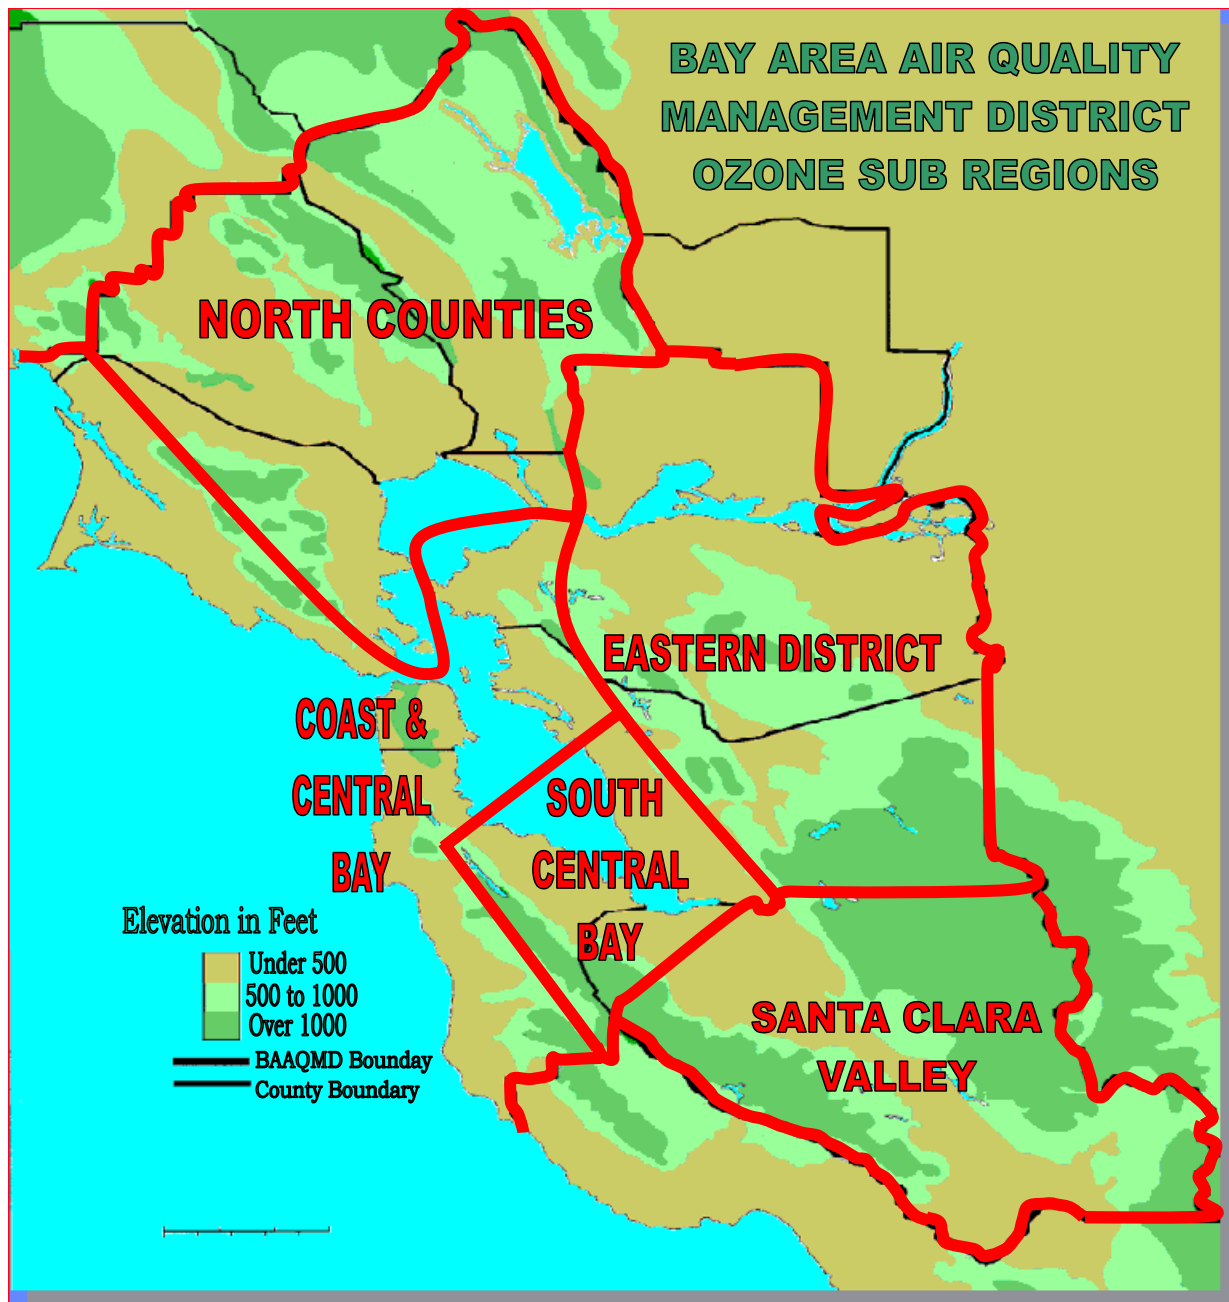 BAY AREA AIR QUALITY
MANAGEMENT DISTRICT
OZONE SUB REGIONS
NORTH COUNTIES
EASTERN DISTRICT
COAST &
CENTRAL
BAY
SOUTH
CENTRAL
BAY
SANTA CLARA
VALLEY
Elevation in Feet
Under 500
500 to 1000
Over 1000
BAAQMD Bounday
County Boundary